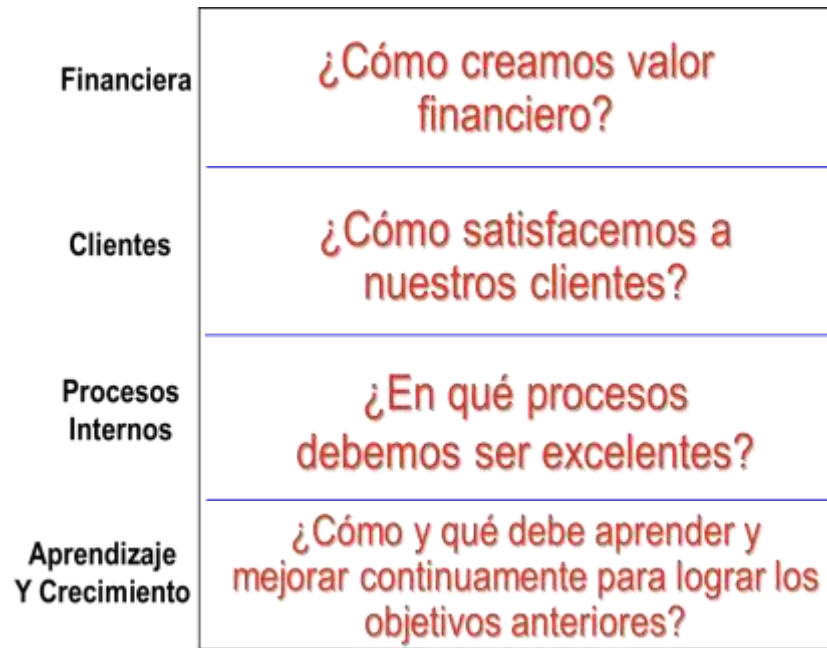 Financiera
¿Cómo creamos valor
financiero?
Clientes
¿Cómo satisfacemos a
nuestros clientes?
Procesos
Internos
¿En qué procesos
debemos ser excelentes?
Aprendizaje
Y Crecimiento
¿Cómo y qué debe aprender y
mejorar continuamente para lograr los
objetivos anteriores?